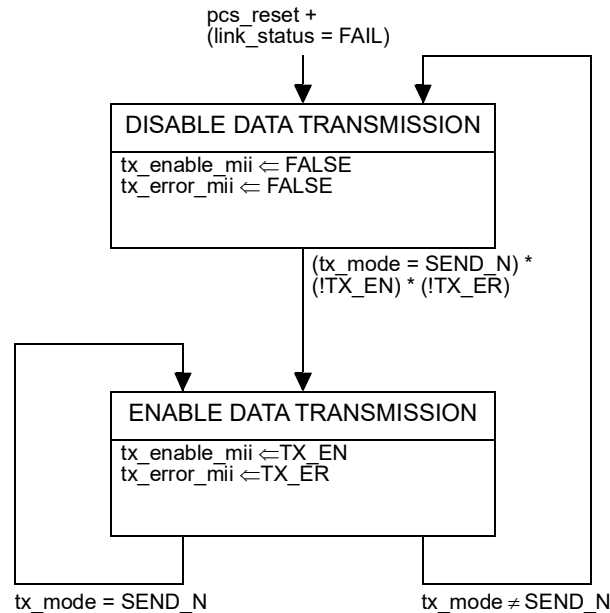 pcs_reset +
(link_status = FAIL)
DISABLE DATA TRANSMISSION
tx_enable_mii ⇐ FALSE
tx_error_mii ⇐ FALSE
(tx_mode = SEND_N) *
(!TX_EN) * (!TX_ER)
ENABLE DATA TRANSMISSION
tx_enable_mii ⇐TX_EN
tx_error_mii ⇐TX_ER
tx_mode = SEND_N
tx_mode ≠ SEND_N